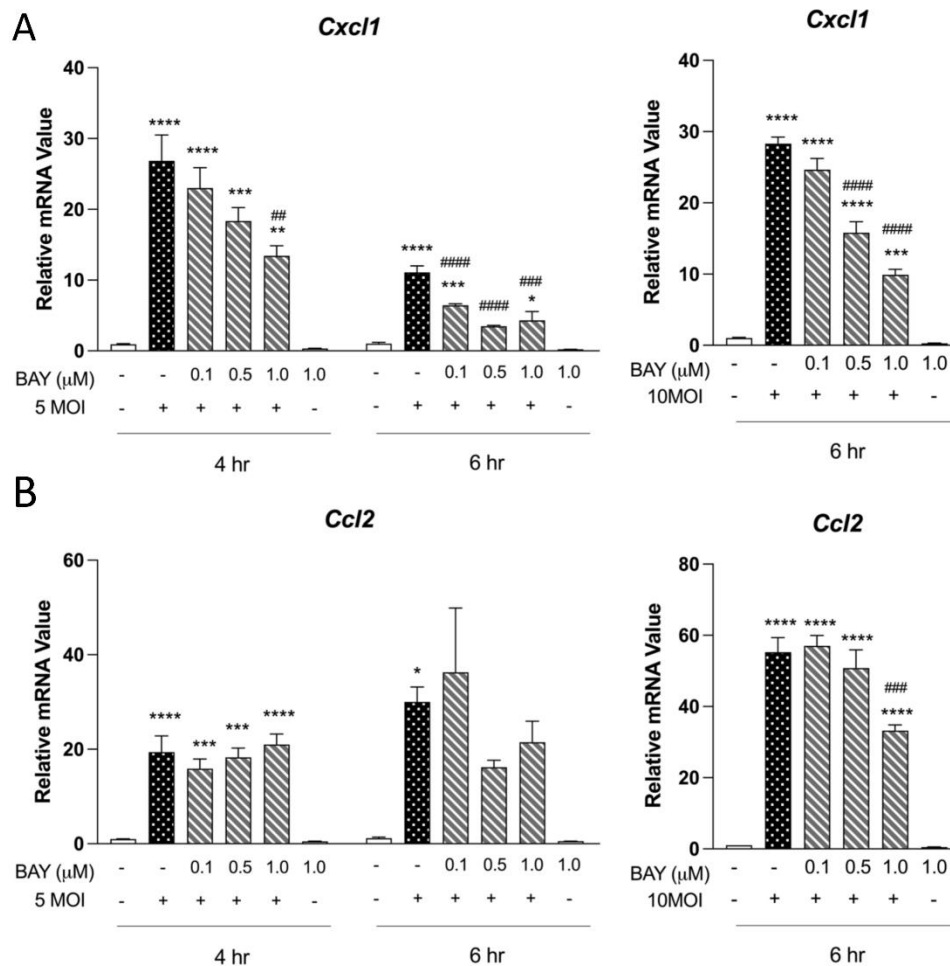 A
Cxcl1
Cxcl1
Relative mRNA Value
40
30
20
10
0
**** **** *** ## ** **** #### *** #### ### *
BAY (µM) - - 0.1 0.5 1.0 1.0 - - 0.1 0.5 1.0 1.0
5 MOI - + + + + - - + + + + -
4 hr 6 hr
Relative mRNA Value
40
30
20
10
0
**** **** #### **** #### ***
BAY (µM) - - 0.1 0.5 1.0 1.0
10MOI - + + + + -
6 hr
B
Ccl2
Ccl2
Relative mRNA Value
60
40
20
0
**** *** *** **** *
BAY (µM) - - 0.1 0.5 1.0 1.0 - - 0.1 0.5 1.0 1.0
5 MOI - + + + + - - + + + + -
4 hr 6 hr
Relative mRNA Value
80
60
40
20
0
**** **** **** ### ****
BAY (µM) - - 0.1 0.5 1.0 1.0
10MOI - + + + + -
6 hr